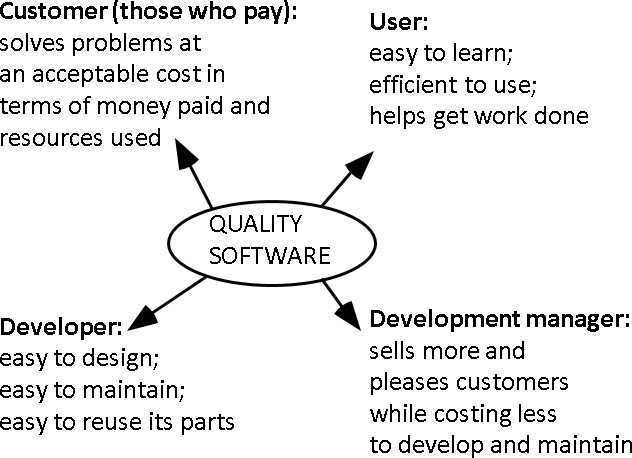 Customer (those who pay):
solves problems at
an acceptable cost in
terms of money paid and
resources used
User:
easy to learn;
efficient to use;
helps get work done
QUALITY
SOFTWARE
Developer:
easy to design;
easy to maintain;
easy to reuse its parts
Development manager:
sells more and
pleases customers
while costing less
to develop and maintain